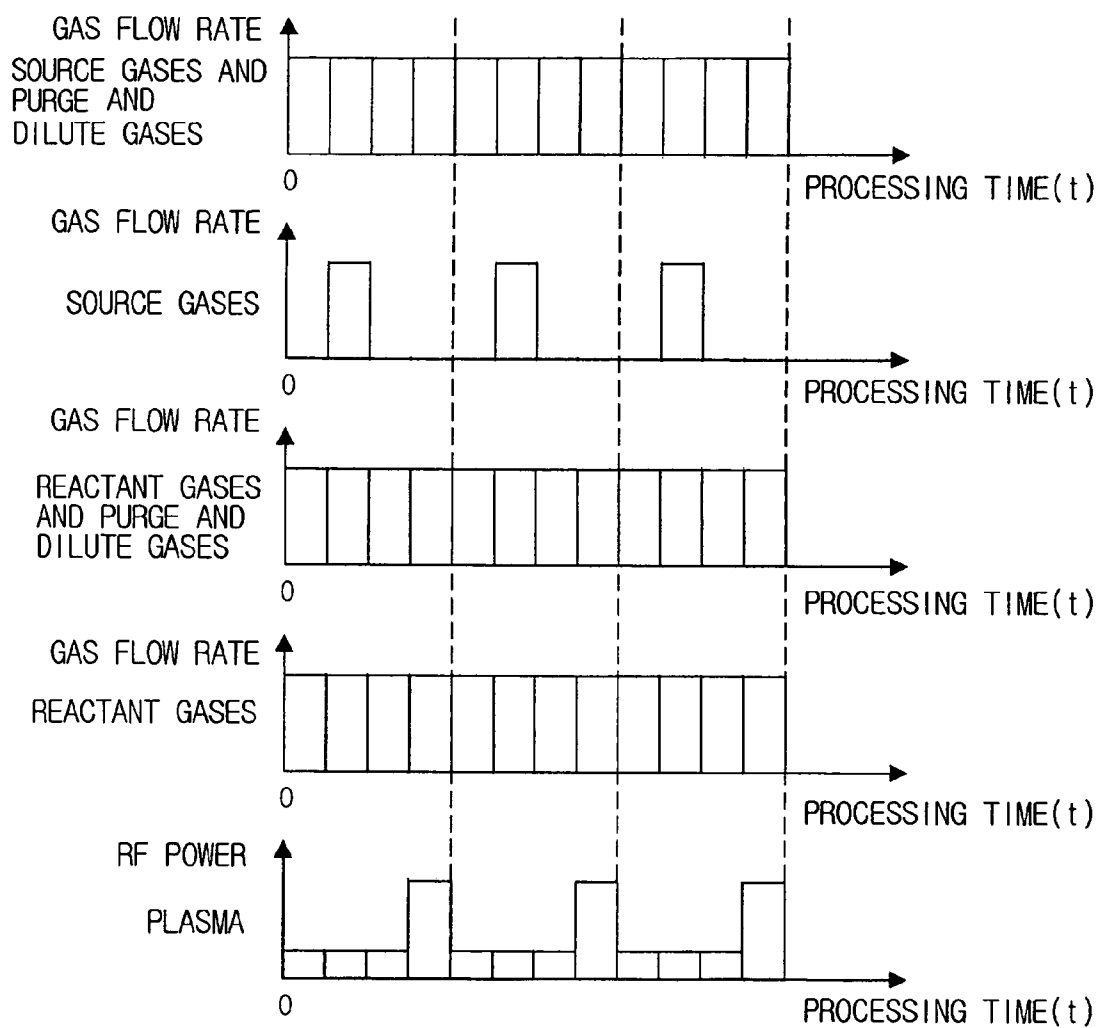 GAS FLOW RATE
SOURCE GASES AND
PURGE AND
DILUTE GASES
0
PROCESSING TIME(t)
GAS FLOW RATE
SOURCE GASES
0
PROCESSING TIME(t)
GAS FLOW RATE
REACTANT GASES
AND PURGE AND
DILUTE GASES
0
PROCESSING TIME(t)
GAS FLOW RATE
REACTANT GASES
0
PROCESSING TIME(t)
RF POWER
PLASMA
0
PROCESSING TIME(t)